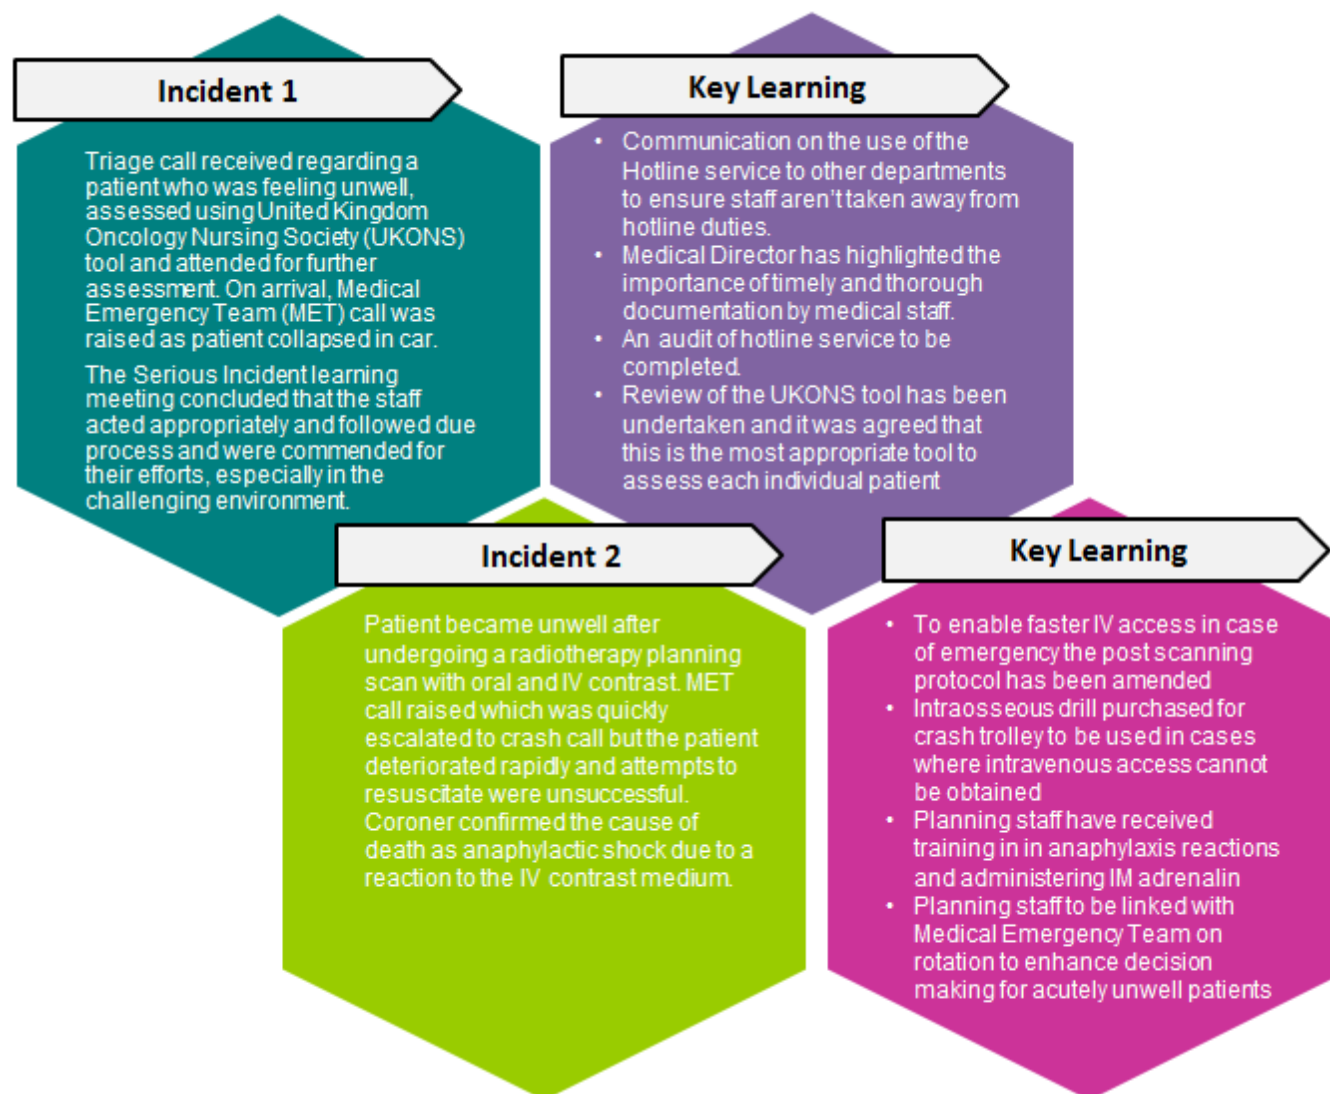 Incident 1
Triage call received regarding a
patient who was feeling unwell,
assessed using United Kingdom
Oncology Nursing Society (UKONS)
tool and attended for further
assessment. On arrival, Medical
Emergency Team (MET) call was
raised as patient collapsed in car.
The Serious Incident learning
meeting concluded that the staff
acted appropriately and followed due
process and were commended for
their efforts, especially in the
challenging environment.
Key Learning
• Communication on the use of the
Hotline service to other departments
to ensure staff aren't taken away from
hotline duties.
• Medical Director has highlighted the
importance of timely and thorough
documentation by medical staff.
• An audit of hotline service to be
completed.
• Review of the UKONS tool has been
undertaken and it was agreed that
this is the most appropriate tool to
assess each individual patient
Incident 2
Patient became unwell after
undergoing a radiotherapy planning
scan with oral and IV contrast. MET
call raised which was quickly
escalated to crash call but the patient
deteriorated rapidly and attempts to
resuscitate were unsuccessful.
Coroner confirmed the cause of
death as anaphylactic shock due to a
reaction to the IV contrast medium.
Key Learning
• To enable faster IV access in case
of emergency the post scanning
protocol has been amended
• Intraosseous drill purchased for
crash trolley to be used in cases
where intravenous access cannot
be obtained
• Planning staff have received
training in in anaphylaxis reactions
and administering IM adrenalin
• Planning staff to be linked with
Medical Emergency Team on
rotation to enhance decision
making for acutely unwell patients